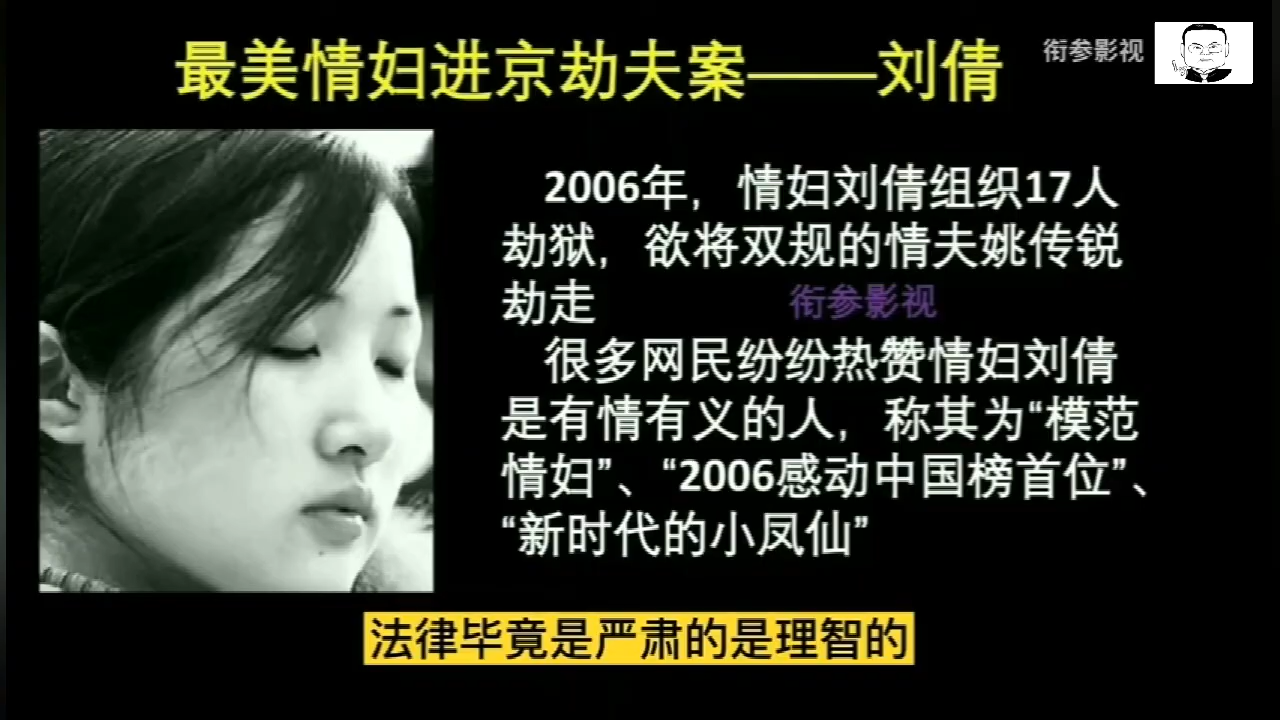 最美情妇进京劫夫案——刘倩
衔参影视
2006年，情妇刘倩组织17人
劫狱，欲将双规的情夫姚传锐
劫走
衔参影视
很多网民纷纷热赞情妇刘倩
是有情有义的人，称其为“模范
情妇”、“2006感动中国榜首位”、
“新时代的小凤仙”
法律毕竟是严肃的是理智的